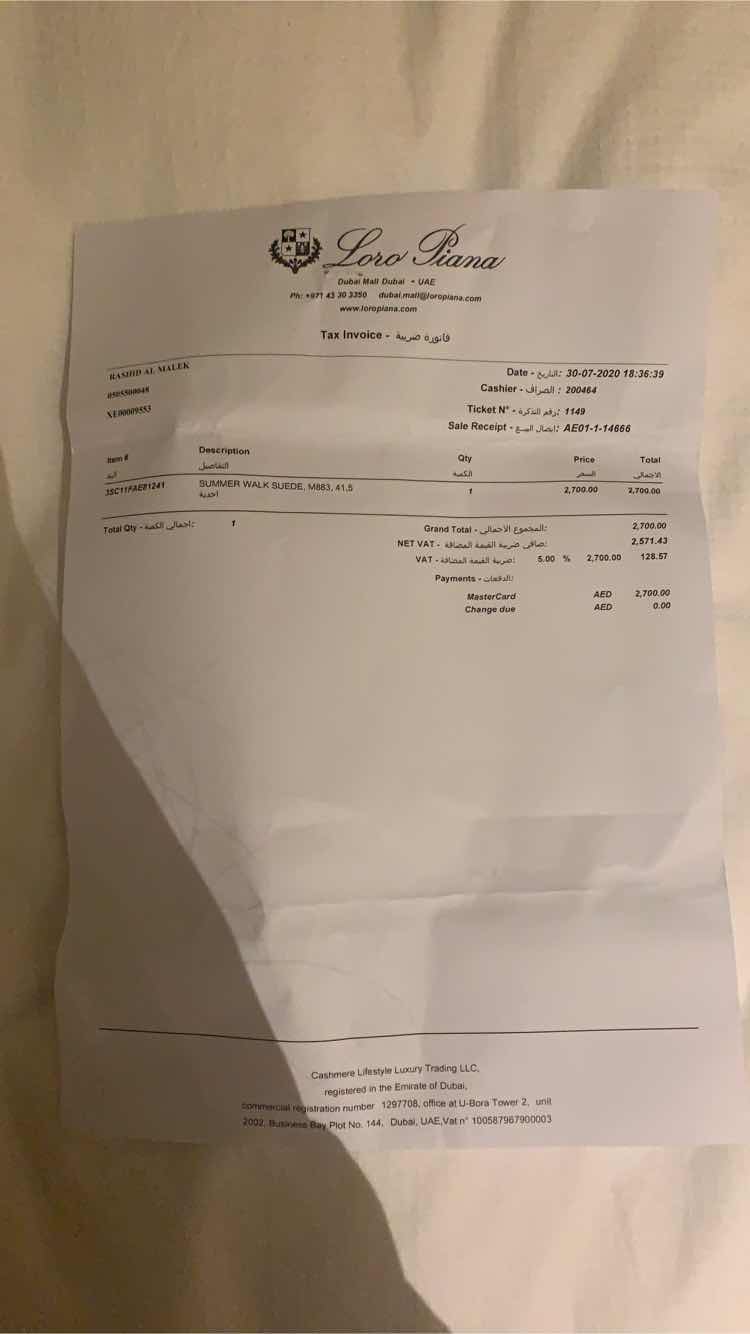 Loro Piana
Dubai Mall Dubai - UAE
Ph: +971 43 30 3350 dubai.mall@loropiana.com
www.loropiana.com
Tax Invoice - فاتورة ضريبة
RASHID AL MALEK
0505500048
XE00009553
Date - التاريخ: 30-07-2020 18:36:39
Cashier - الصراف : 200464
Ticket N° - رقم التذكرة: 1149
Sale Receipt - إيصال البيع: AE01-1-14666
Item # Description Qty Price Total
البند التفاصيل الكمية السعر الاجمالي
3SC11FAE81241 SUMMER WALK SUEDE, M883, 41,5 1 2,700.00 2,700.00
احذية
Total Qty - اجمالي الكمية: 1
Grand Total - المجموع الاجمالي: 2,700.00
NET VAT - صافي ضريبة القيمة المضافة: 2,571.43
VAT - ضريبة القيمة المضافة: 5.00 % 2,700.00 128.57
Payments - الدفعات:
MasterCard AED 2,700.00
Change due AED 0.00
Cashmere Lifestyle Luxury Trading LLC,
registered in the Emirate of Dubai,
commercial registration number 1297708, office at U-Bora Tower 2, unit
2002, Business Bay Plot No. 144, Dubai, UAE,Vat n° 100587967900003